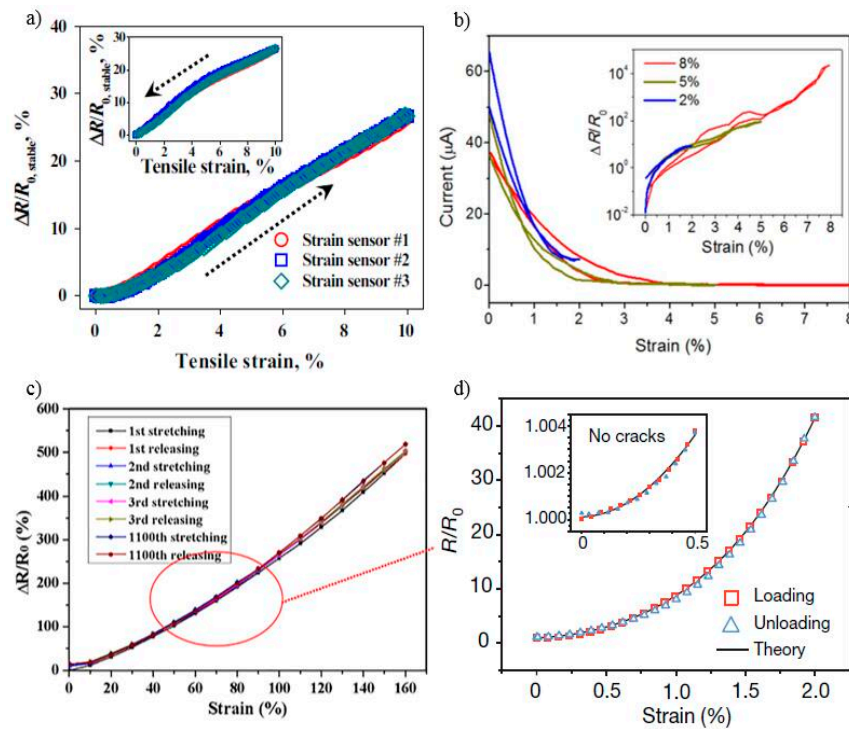 a)
40
30
20
10
0
ΔR/R0, stable, %
0 2 4 6 8 10
Tensile strain, %
30
20
10
0
ΔR/R0, stable, %
0 2 4 6 8 10
Tensile strain, %
Strain sensor #1
Strain sensor #2
Strain sensor #3
b)
60
40
20
0
Current (μA)
0 1 2 3 4 5 6 7 8
Strain (%)
8%
5%
2%
10^4
10^2
10^0
10^-2
ΔR/R0
0 1 2 3 4 5 6 7 8
Strain (%)
c)
600
500
400
300
200
100
0
ΔR/R0 (%)
1st stretching
1st releasing
2nd stretching
2nd releasing
3rd stretching
3rd releasing
1100th stretching
1100th releasing
0 20 40 60 80 100 120 140 160
Strain (%)
d)
40
30
20
10
0
R/R0
No cracks
1.004
1.002
1.000
0 0.5
Loading
Unloading
Theory
0 0.5 1.0 1.5 2.0
Strain (%)